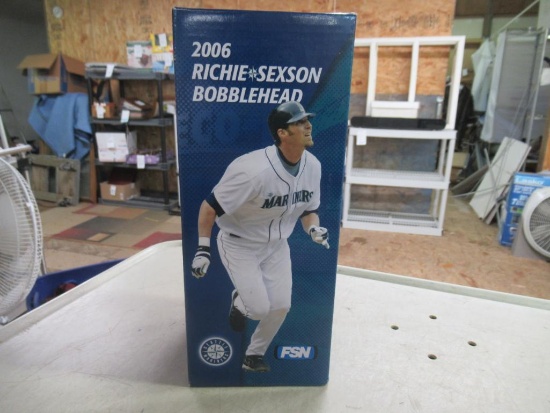 2006
RICHIE SEXSON
BOBBLEHEAD
MARINERS
FSN